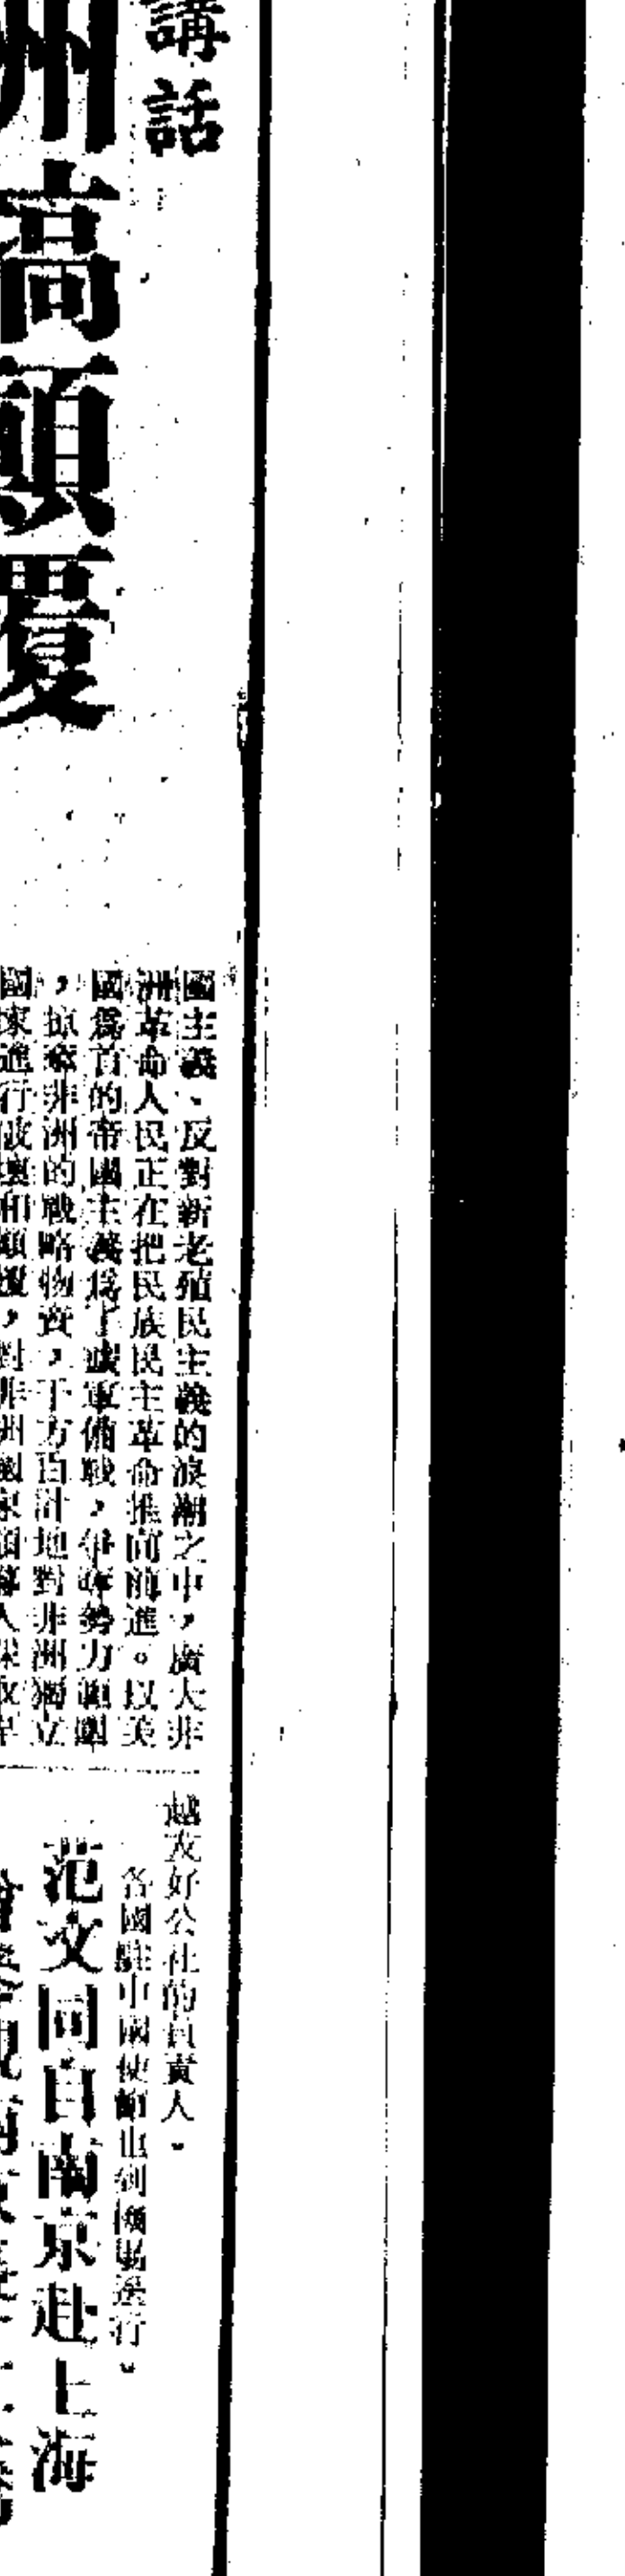 講話
洲搞顛覆
國主義、反對新老殖民主義的浪潮之中，廣大非
洲革命人民正在把民族民主革命推向前進。以美
國爲首的帝國主義爲了擴軍備戰，爭奪勢力範圍
，掠奪非洲的戰略物資，千方百計地對非洲獨立
國家進行破壞和顛覆，對非洲國家領導人
越友好公社的負責人。
各國駐中國使節也到機場送行。
范文同自南京赴上海